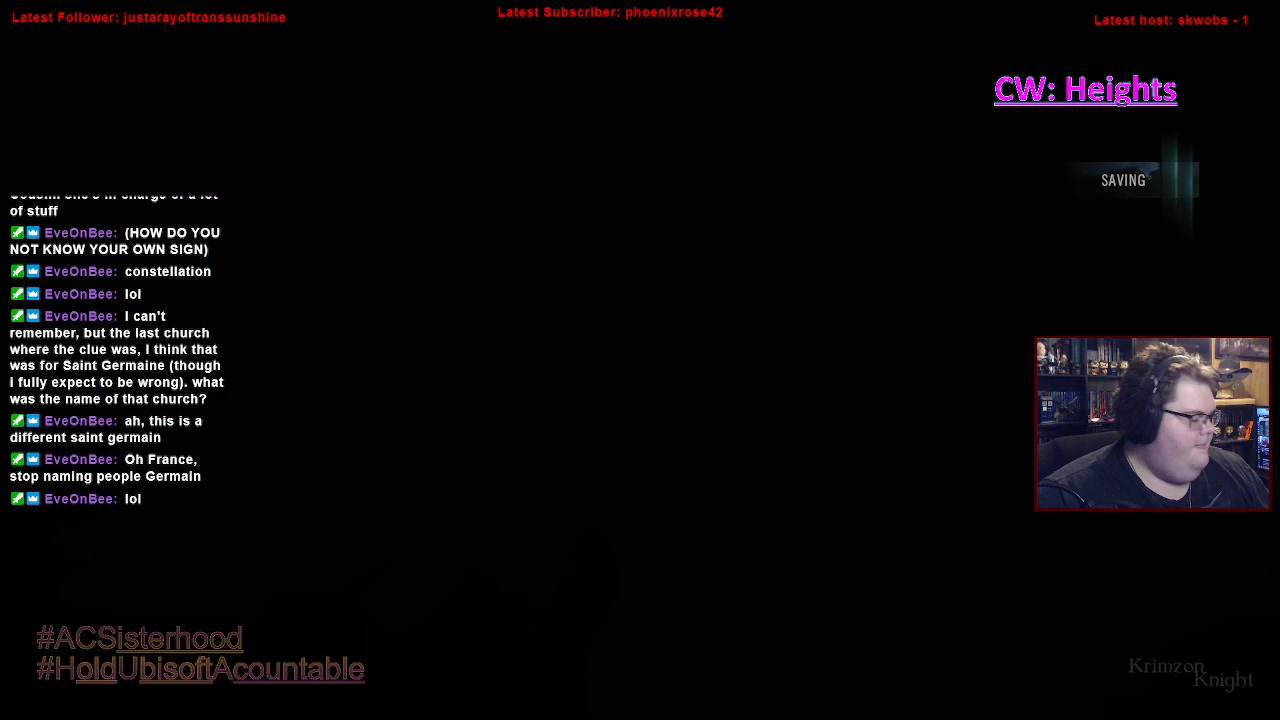 Latest Follower: justarayoftranssunshine
Latest Subscriber: phoenixrose42
Latest host: skwobs - 1
CW: Heights
SAVING
of stuff
EveOnBee: (HOW DO YOU
NOT KNOW YOUR OWN SIGN)
EveOnBee: constellation
EveOnBee: lol
EveOnBee: I can't
remember, but the last church
where the clue was, I think that
was for Saint Germaine (though
i fully expect to be wrong). what
was the name of that church?
EveOnBee: ah, this is a
different saint germain
EveOnBee: Oh France,
stop naming people Germain
EveOnBee: lol
#ACSisterhood
#HoldUbisoftAcountable
Krimzon
Knight